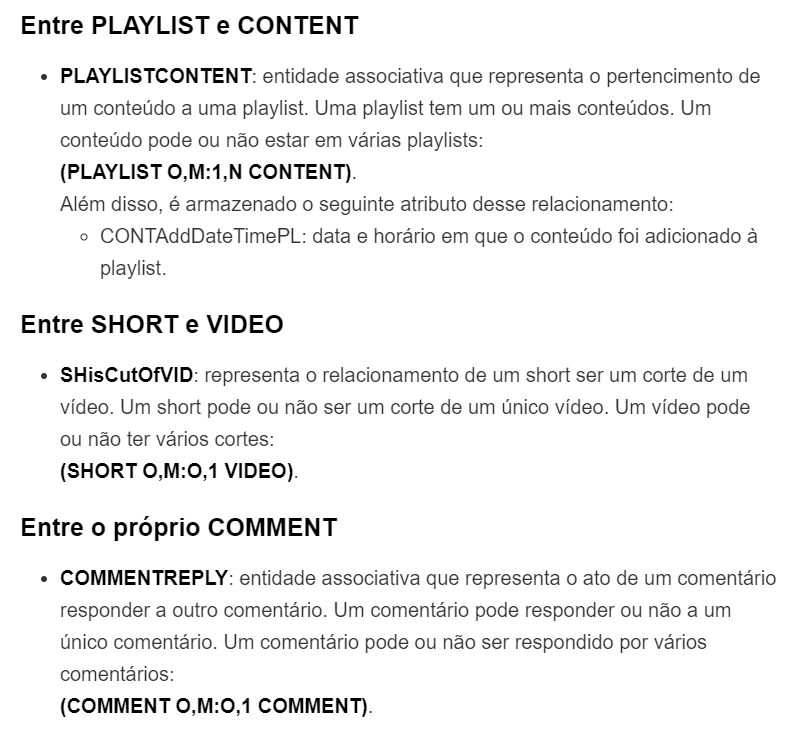 Entre PLAYLIST e CONTENT
• PLAYLISTCONTENT: entidade associativa que representa o pertencimento de
um conteúdo a uma playlist. Uma playlist tem um ou mais conteúdos. Um
conteúdo pode ou não estar em várias playlists:
(PLAYLIST O,M:1,N CONTENT).
Além disso, é armazenado o seguinte atributo desse relacionamento:
◦ CONTAddDateTimePL: data e horário em que o conteúdo foi adicionado à
playlist.
Entre SHORT e VIDEO
• SHisCutOfVID: representa o relacionamento de um short ser um corte de um
vídeo. Um short pode ou não ser um corte de um único vídeo. Um vídeo pode
ou não ter vários cortes:
(SHORT O,M:O,1 VIDEO).
Entre o próprio COMMENT
• COMMENTREPLY: entidade associativa que representa o ato de um comentário
responder a outro comentário. Um comentário pode responder ou não a um
único comentário. Um comentário pode ou não ser respondido por vários
comentários:
(COMMENT O,M:O,1 COMMENT).